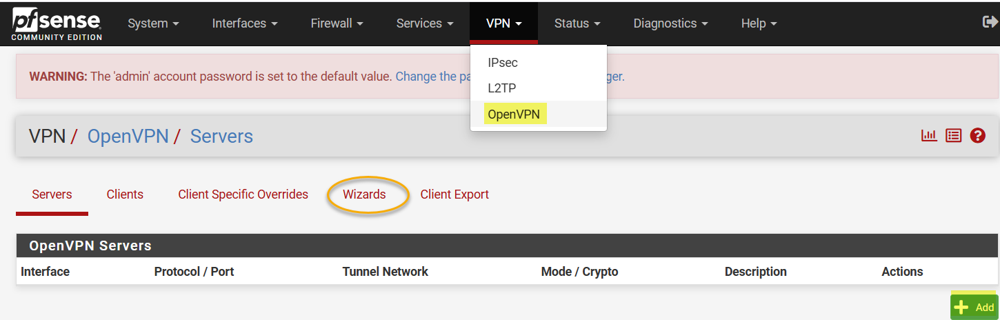 pfsense
COMMUNITY EDITION
System Interfaces Firewall Services VPN Status Diagnostics Help
IPsec
L2TP
OpenVPN
WARNING: The 'admin' account password is set to the default value. Change the pa ger.
VPN / OpenVPN / Servers
Servers Clients Client Specific Overrides Wizards Client Export
OpenVPN Servers
Interface Protocol / Port Tunnel Network Mode / Crypto Description Actions
Add